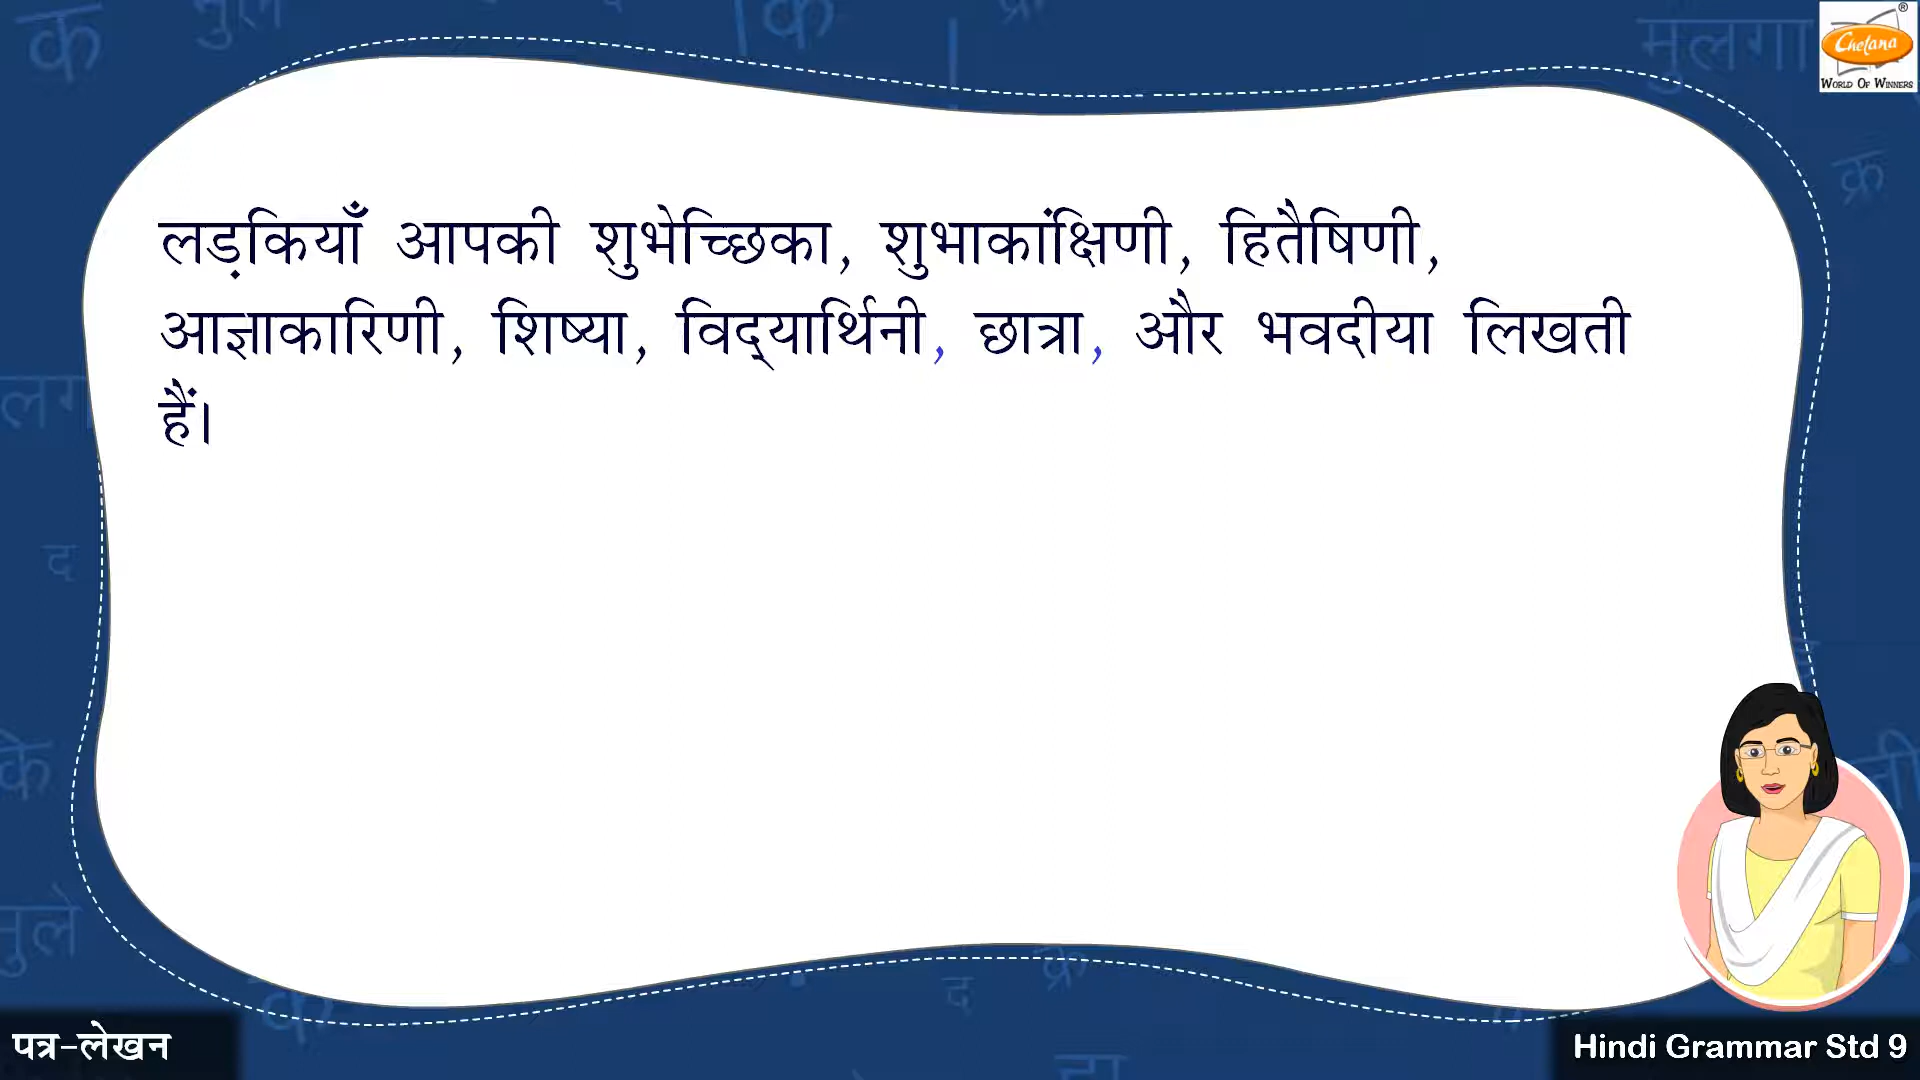 Chetana
®
WORLD OF WINNERS
लड़कियाँ आपकी शुभेच्छिका, शुभाकांक्षिणी, हितैषिणी,
आज्ञाकारिणी, शिष्या, विद्‌यार्थिनी, छात्रा, और भवदीया लिखती
हैं।
पत्र-लेखन
Hindi Grammar Std 9